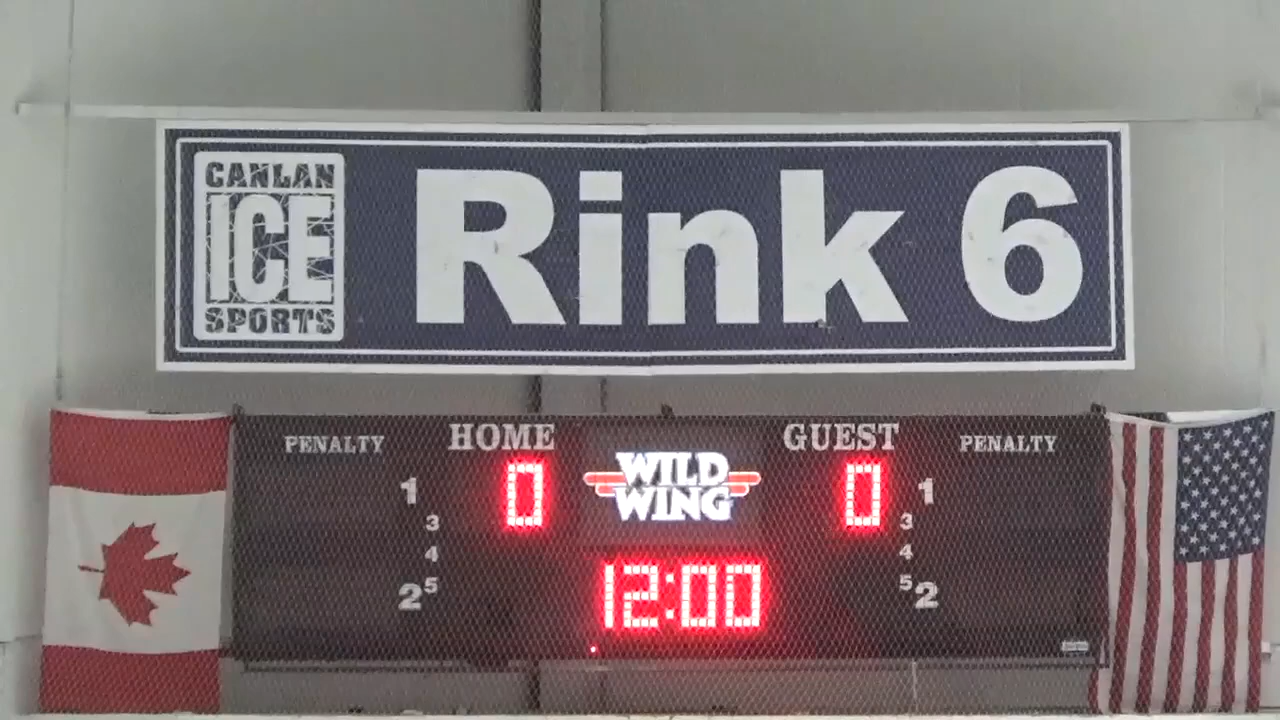 CANLAN
ICE
SPORTS
Rink 6
PENALTY HOME GUEST PENALTY
WILD
WING
1 0 0 1
3 3
4 4
2 5 5 2
12:00